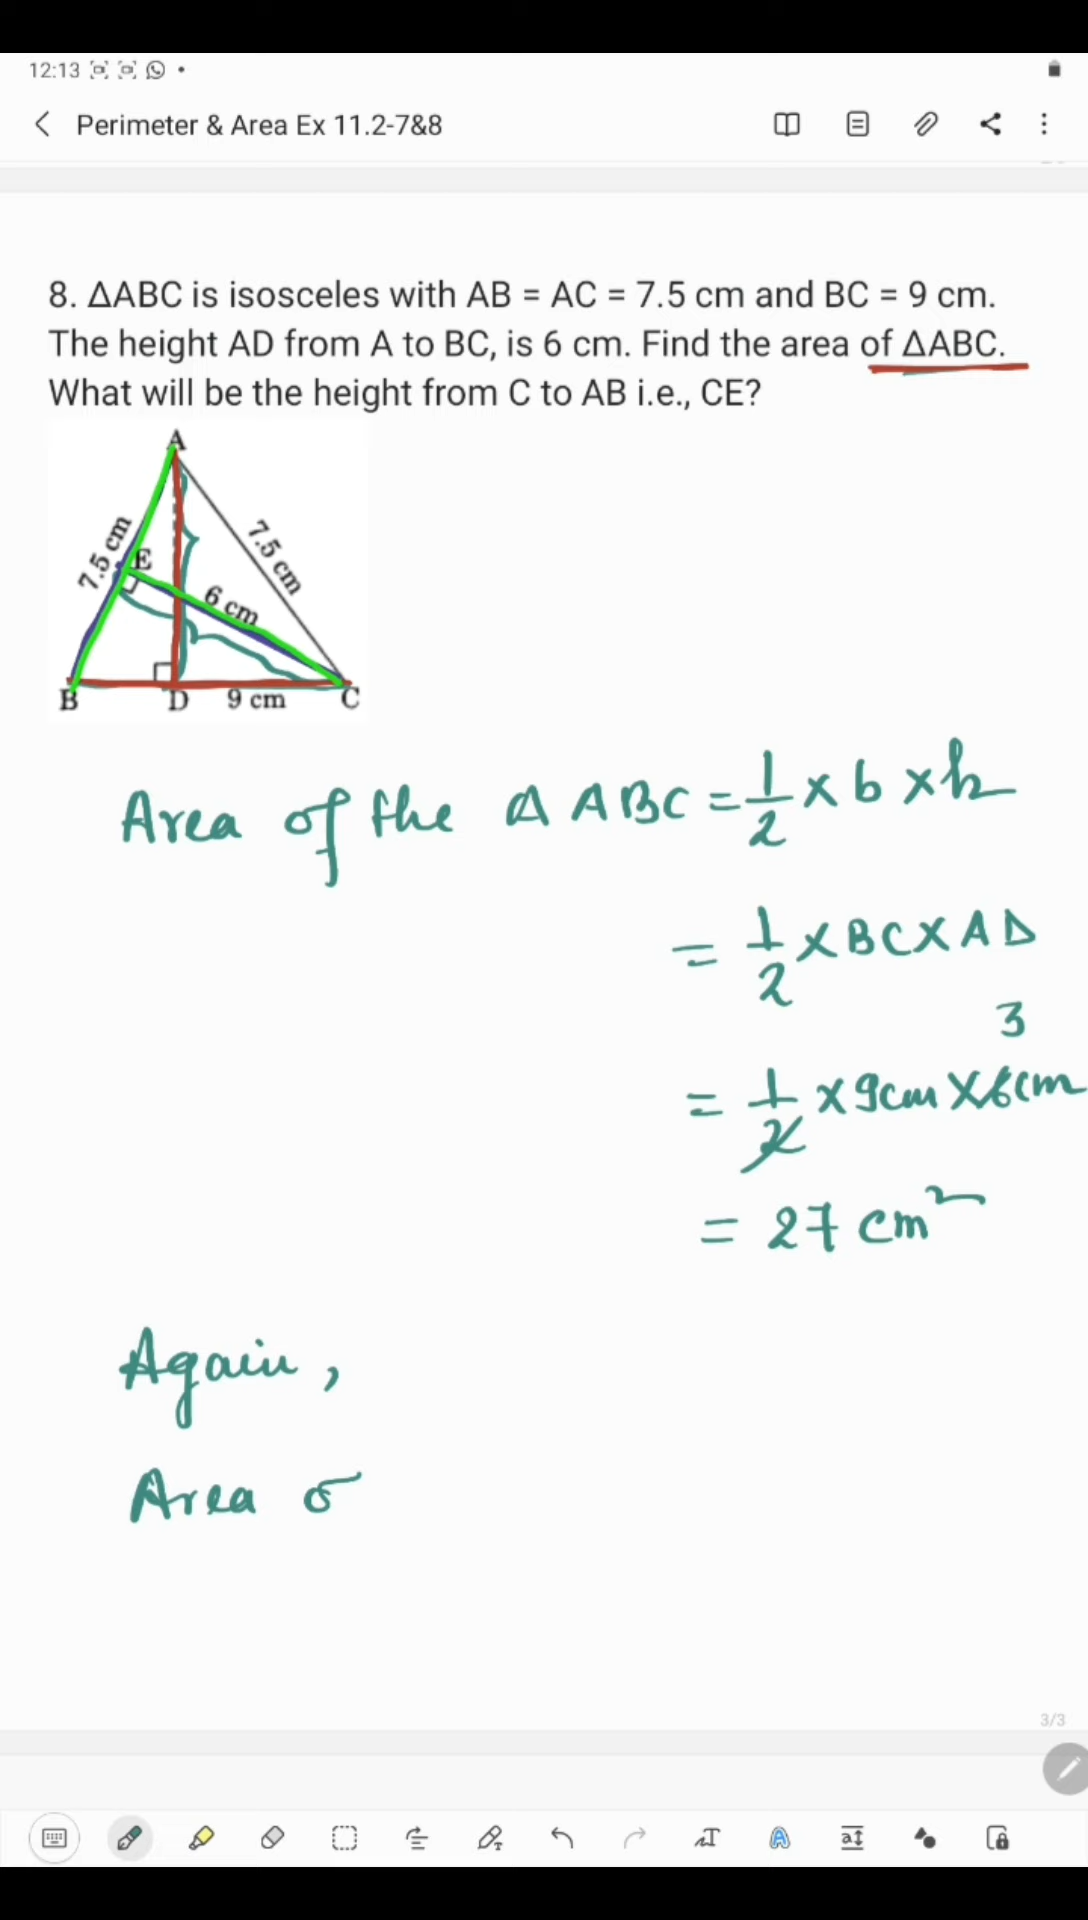 12:13
Perimeter & Area Ex 11.2-7&8
8. ΔABC is isosceles with AB = AC = 7.5 cm and BC = 9 cm.
The height AD from A to BC, is 6 cm. Find the area of ΔABC.
What will be the height from C to AB i.e., CE?
A
7.5 cm
7.5 cm
E
6 cm
B
D
9 cm
C
Area of the Δ ABC = 1/2 × b × h
= 1/2 × BC × AD
3
= 1/2 × 9cm × 6cm
= 27 cm²
Again,
Area o
3/3